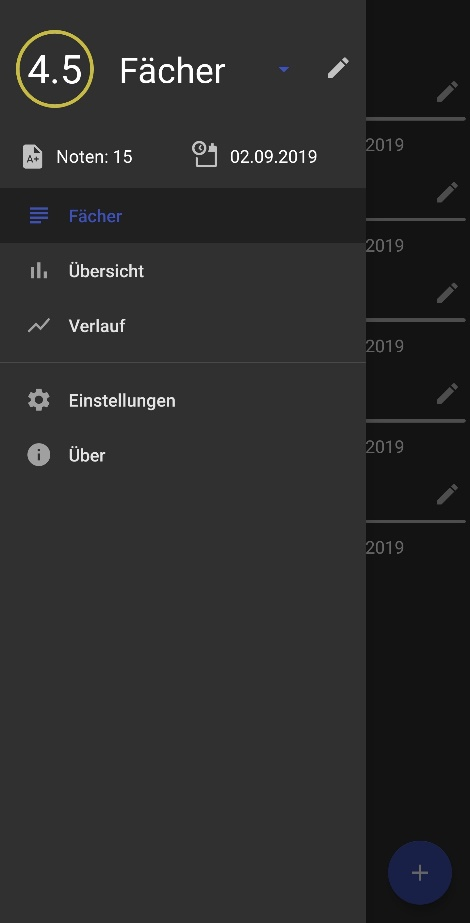 4.5 Fächer
A+ Noten: 15 02.09.2019
2019
Fächer
2019
Übersicht
Verlauf
2019
Einstellungen
2019
Über
2019